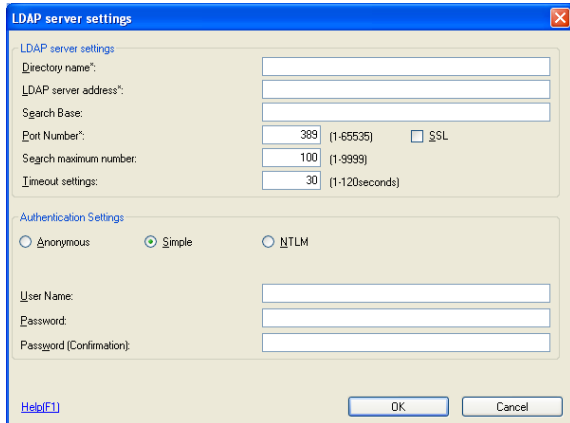 LDAP server settings
LDAP server settings
Directory name*:
LDAP server address*:
Search Base:
Port Number*: 389 (1-65535) SSL
Search maximum number: 100 (1-9999)
Timeout settings: 30 (1-120seconds)
Authentication Settings
Anonymous Simple NTLM
User Name:
Password:
Password (Confirmation):
Help(F1) OK Cancel